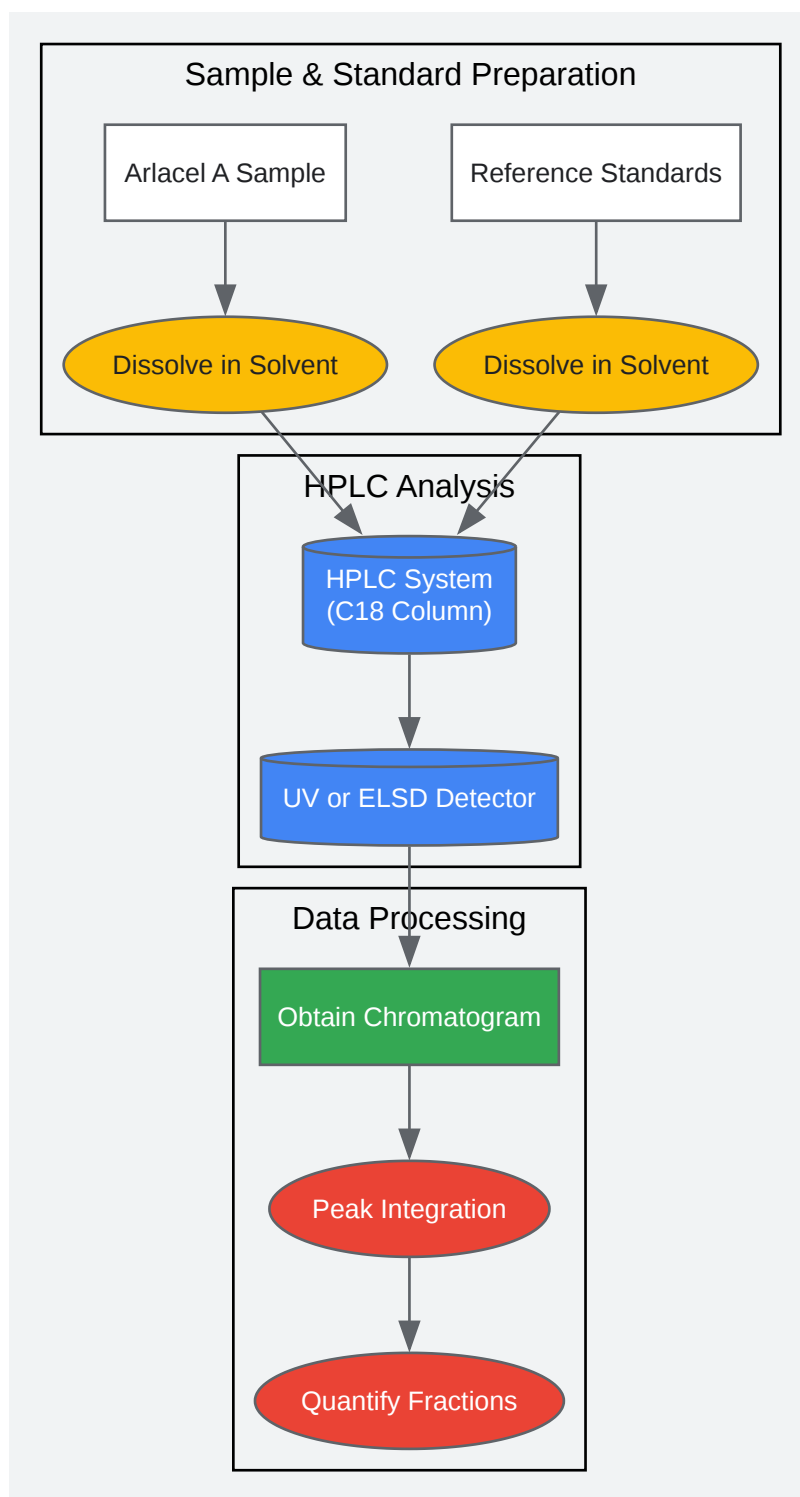 Sample & Standard Preparation
Arlacel A Sample
Reference Standards
Dissolve in Solvent
Dissolve in Solvent
HPLC Analysis
HPLC System
(C18 Column)
UV or ELSD Detector
Data Processing
Obtain Chromatogram
Peak Integration
Quantify Fractions